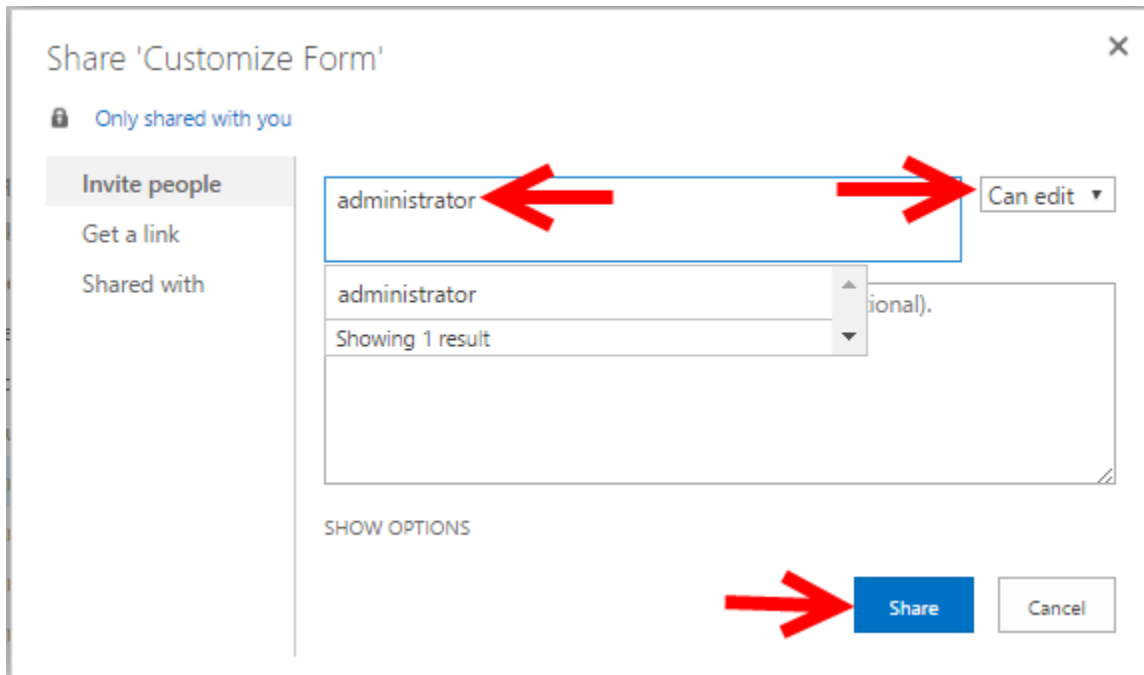 Share 'Customize Form'
Only shared with you
Invite people
Get a link
Shared with
administrator
Can edit
administrator
Showing 1 result
tional).
SHOW OPTIONS
Share
Cancel